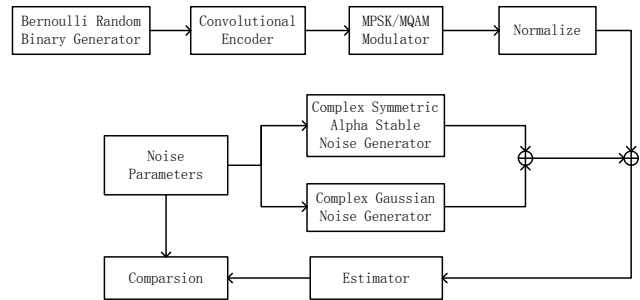 Bernoulli Random
Binary Generator
Convolutional
Encoder
MPSK/MQAM
Modulator
Normalize
Complex Symmetric
Alpha Stable
Noise Generator
Noise
Parameters
Complex Gaussian
Noise Generator
Comparsion
Estimator